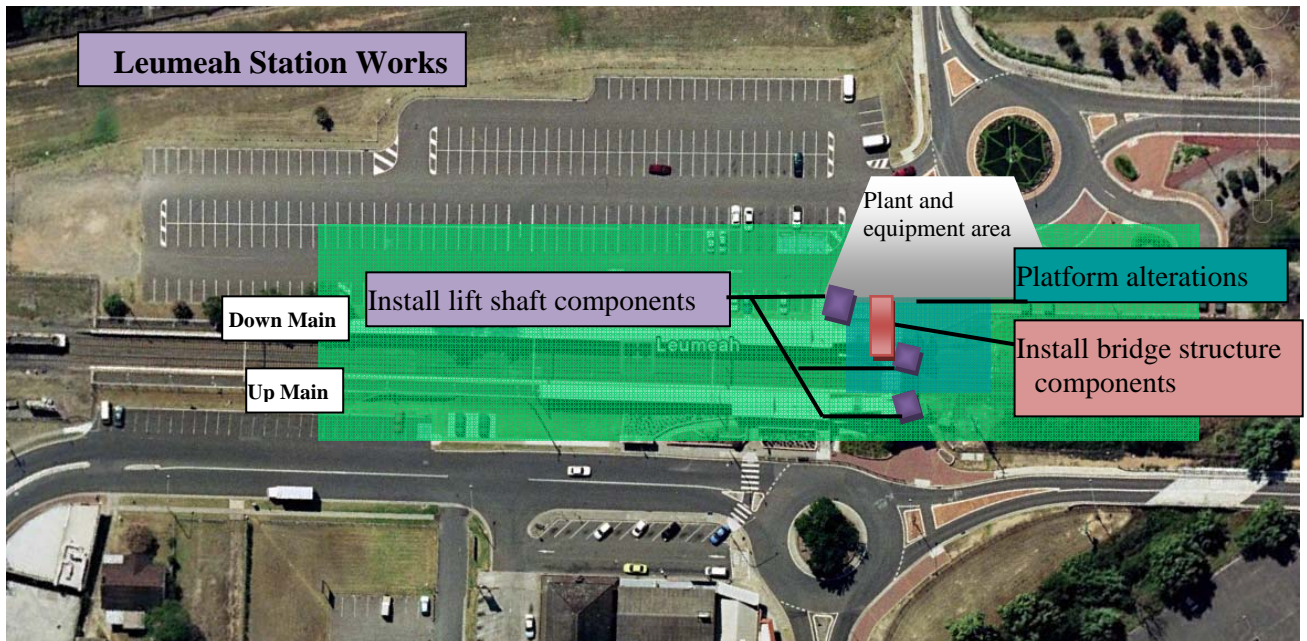 Leumeah Station Works
Plant and
equipment area
Platform alterations
Install lift shaft components
Down Main
Leumeah
Install bridge structure
components
Up Main